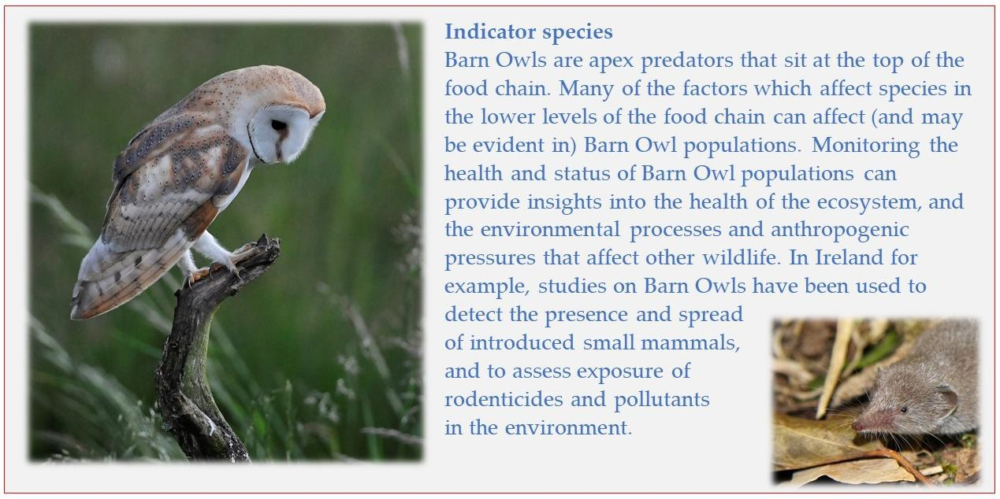 Indicator species
Barn Owls are apex predators that sit at the top of the
food chain. Many of the factors which affect species in
the lower levels of the food chain can affect (and may
be evident in) Barn Owl populations. Monitoring the
health and status of Barn Owl populations can
provide insights into the health of the ecosystem, and
the environmental processes and anthropogenic
pressures that affect other wildlife. In Ireland for
example, studies on Barn Owls have been used to
detect the presence and spread
of introduced small mammals,
and to assess exposure of
rodenticides and pollutants
in the environment.